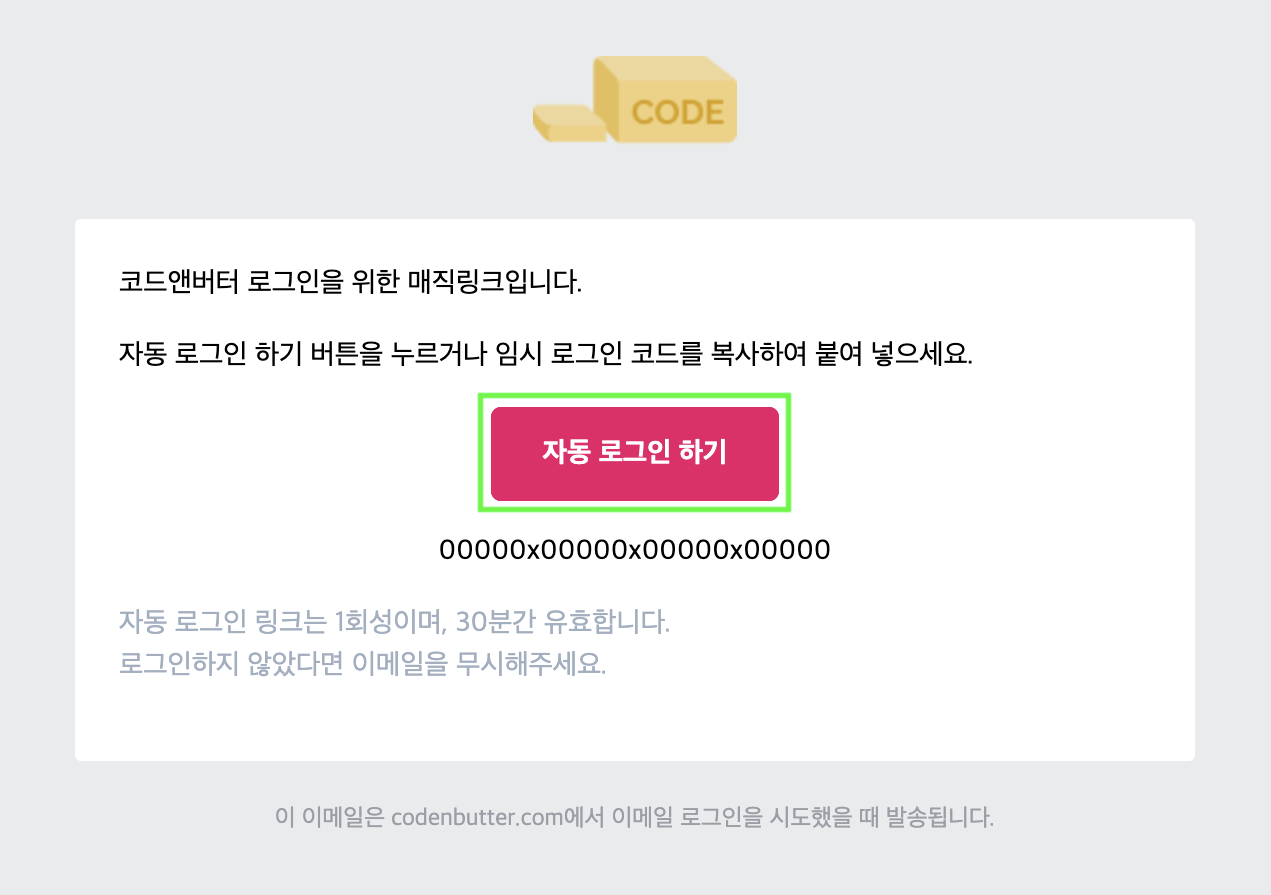 CODE
코드앤버터 로그인을 위한 매직링크입니다.
자동 로그인 하기 버튼을 누르거나 임시 로그인 코드를 복사하여 붙여 넣으세요.
자동 로그인 하기
00000x00000x00000x00000
자동 로그인 링크는 1회성이며, 30분간 유효합니다.
로그인하지 않았다면 이메일을 무시해주세요.
이 이메일은 codenbutter.com에서 이메일 로그인을 시도했을 때 발송됩니다.